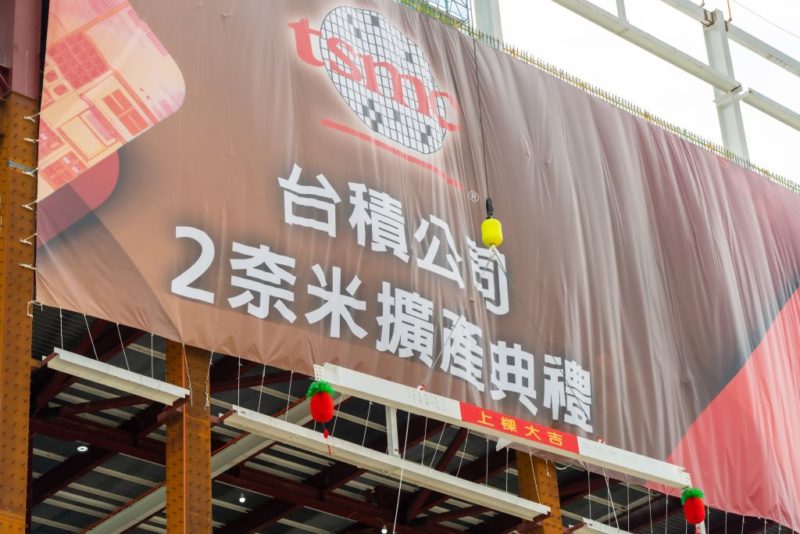 tsmc
®
台積公司
2奈米擴產典禮
上樑大吉